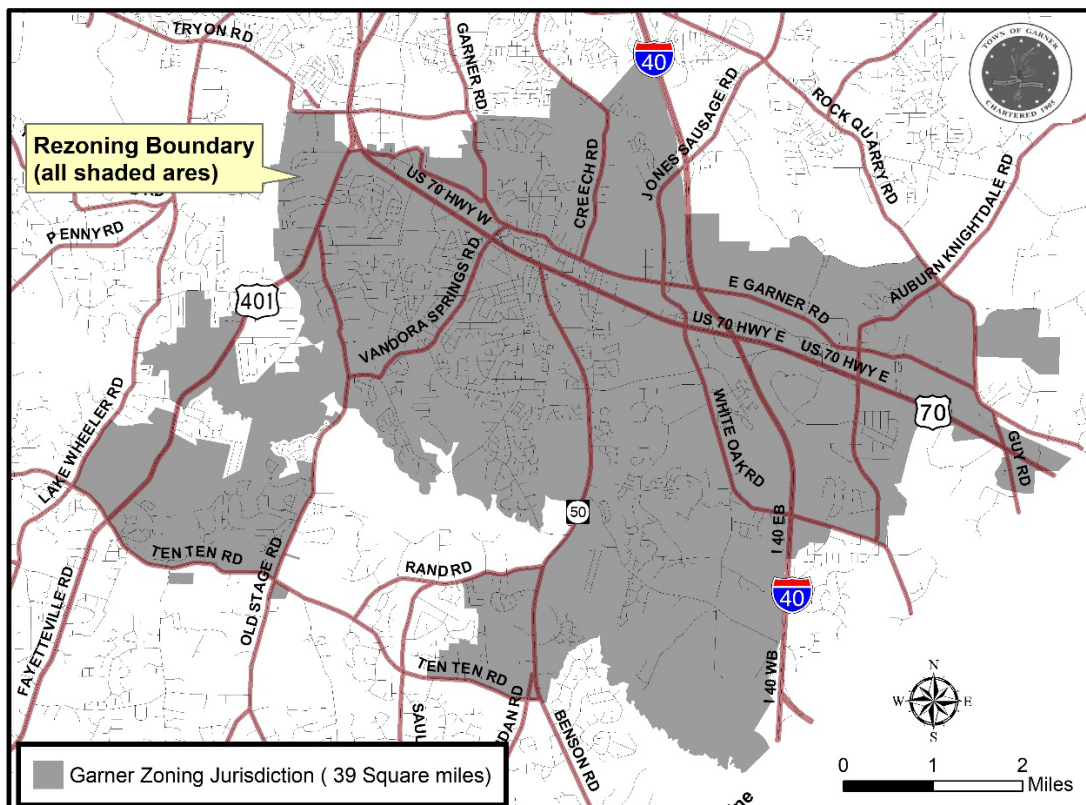 TRYON RD
GARNER RD
40
JONES SAUSAGE RD
ROCK QUARRY RD
TOWN OF GARNER
CHARTERED 1905
Rezoning Boundary
(all shaded ares)
CREECH RD
AUBURN KNIGHTDALE RD
US 70 HWY W
PENNY RD
401
VANDORA SPRINGS RD
E GARNER RD
US 70 HWY E
US 70 HWY E
70
LAKE WHEELER RD
WHITE OAK RD
GUY RD
50
I 40 EB
TEN TEN RD
RAND RD
40
FAYETTEVILLE RD
OLD STAGE RD
TEN TEN RD
I 40 WB
BENSON RD
N
W
E
S
Garner Zoning Jurisdiction ( 39 Square miles)
0
1
2
Miles